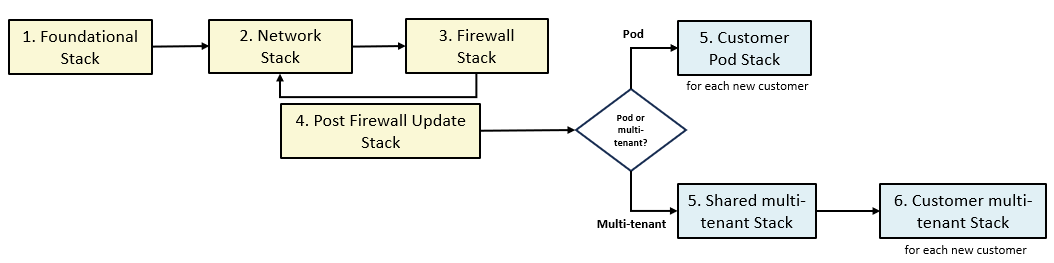 1. Foundational
Stack
2. Network
Stack
3. Firewall
Stack
4. Post Firewall Update
Stack
Pod or
multi-
tenant?
Pod
5. Customer
Pod Stack
for each new customer
Multi-tenant
5. Shared multi-
tenant Stack
6. Customer multi-
tenant Stack
for each new customer